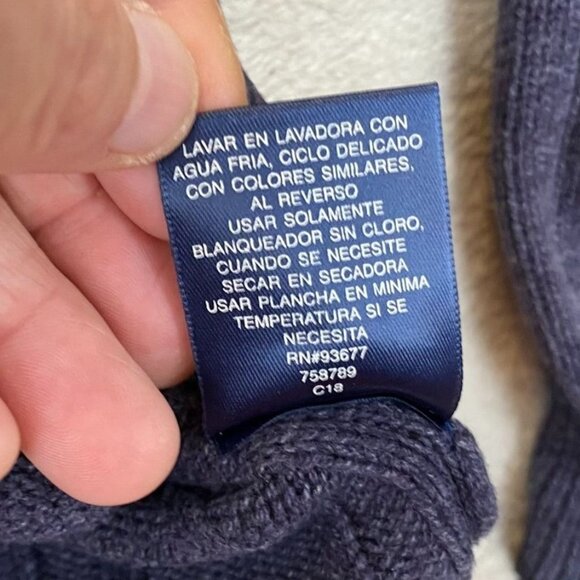 LAVAR EN LAVADORA CON
AGUA FRIA, CICLO DELICADO
CON COLORES SIMILARES,
AL REVERSO
USAR SOLAMENTE
BLANQUEADOR SIN CLORO,
CUANDO SE NECESITE
SECAR EN SECADORA
USAR PLANCHA EN MINIMA
TEMPERATURA SI SE
NECESITA
RN#93677
758789
C18